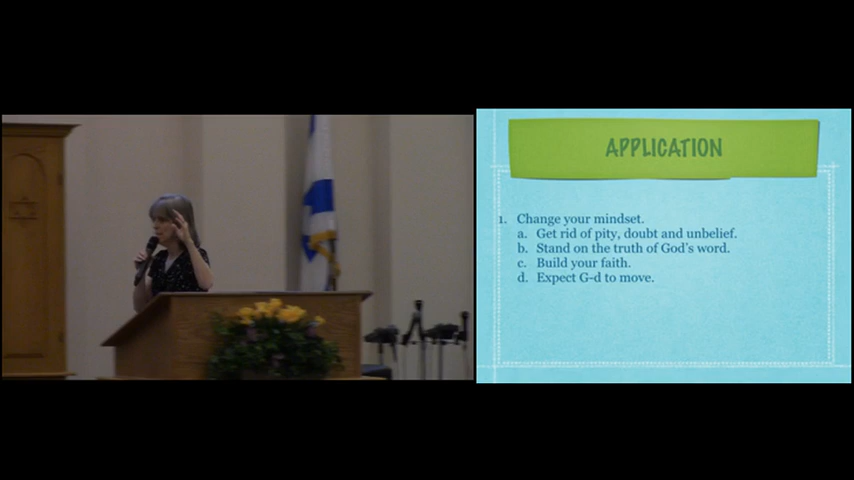 APPLICATION
1. Change your mindset.
a. Get rid of pity, doubt and unbelief.
b. Stand on the truth of God's word.
c. Build your faith.
d. Expect G-d to move.